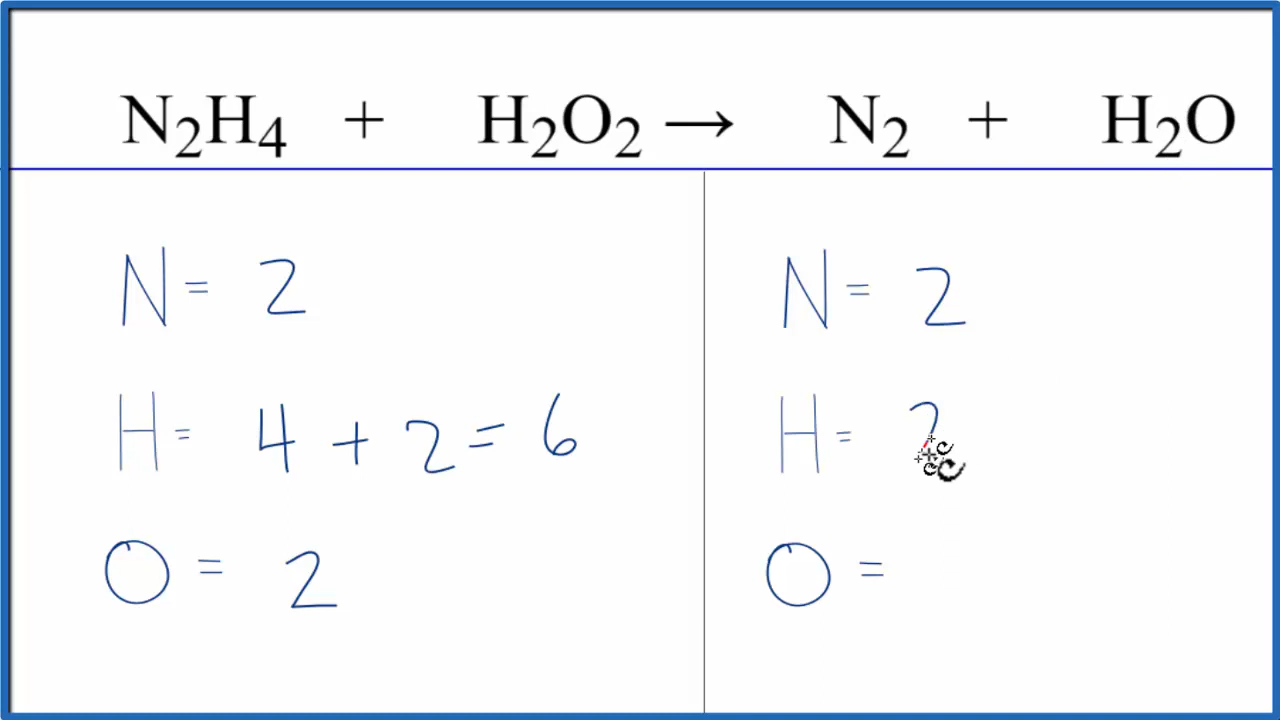 N₂H₄ + H₂O₂ → N₂ + H₂O
N = 2
H = 4 + 2 = 6
O = 2
N = 2
H = 2
O =